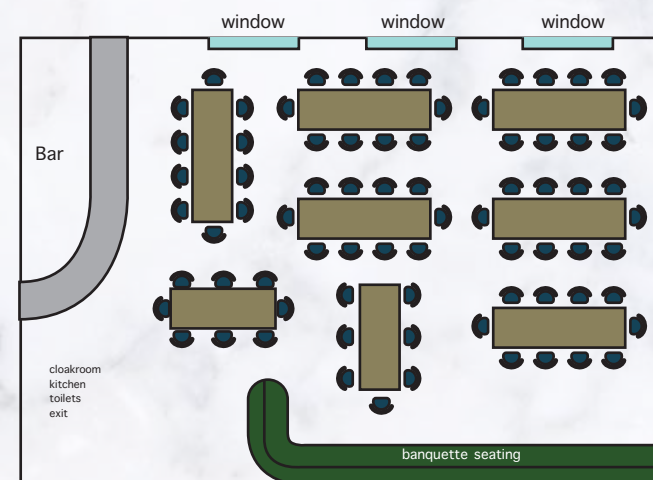 window
window
window
Bar
cloakroom
kitchen
toilets
exit
banquette seating